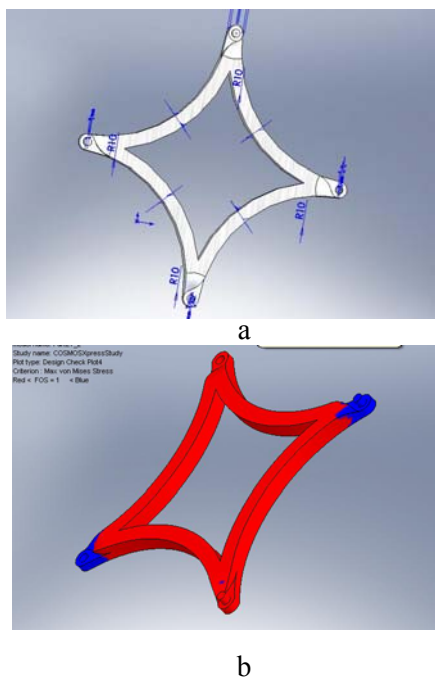 R10
R10
R10
R10
a
Study name: COSMOSXpressStudy
Plot type: Design Check Plot4
Criterion : Max von Mises Stress
Red < FOS = 1 < Blue
b